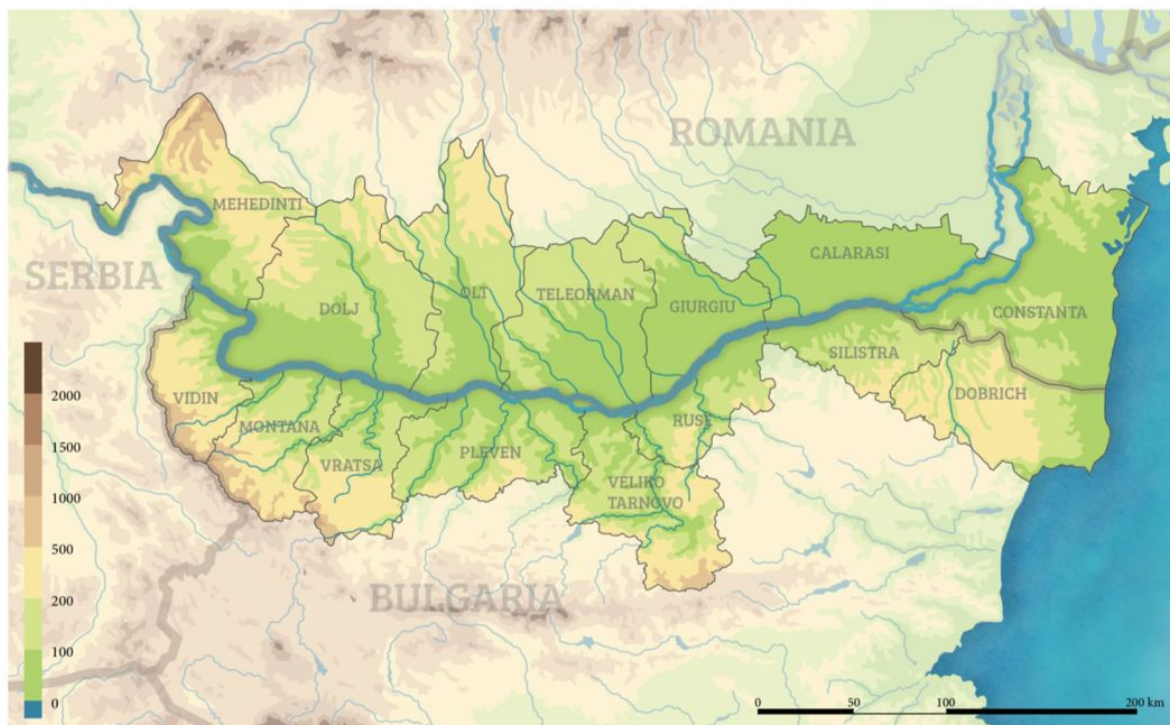 ROMANIA
MEHEDINTI
CALARASI
SERBIA
DOLJ
OLT
TELEORMAN
GIURGIU
CONSTANTA
SILISTRA
DOBRICH
VIDIN
MONTANA
RUSE
VRATSA
PLEVEN
VELIKO
TARNOVO
BULGARIA
2000
1500
1000
500
200
100
0
0 50 100 200 km